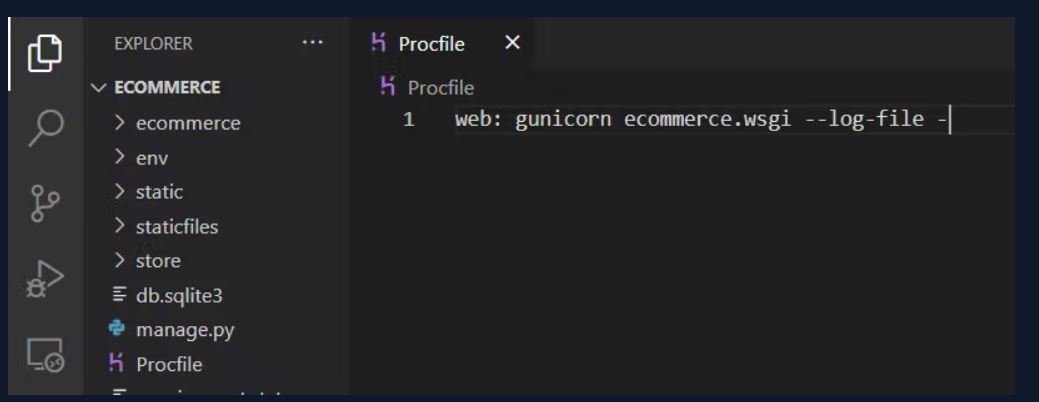 EXPLORER ...
ECOMMERCE
ecommerce
env
static
staticfiles
store
db.sqlite3
manage.py
Procfile
Procfile
Procfile
1 web: gunicorn ecommerce.wsgi --log-file -